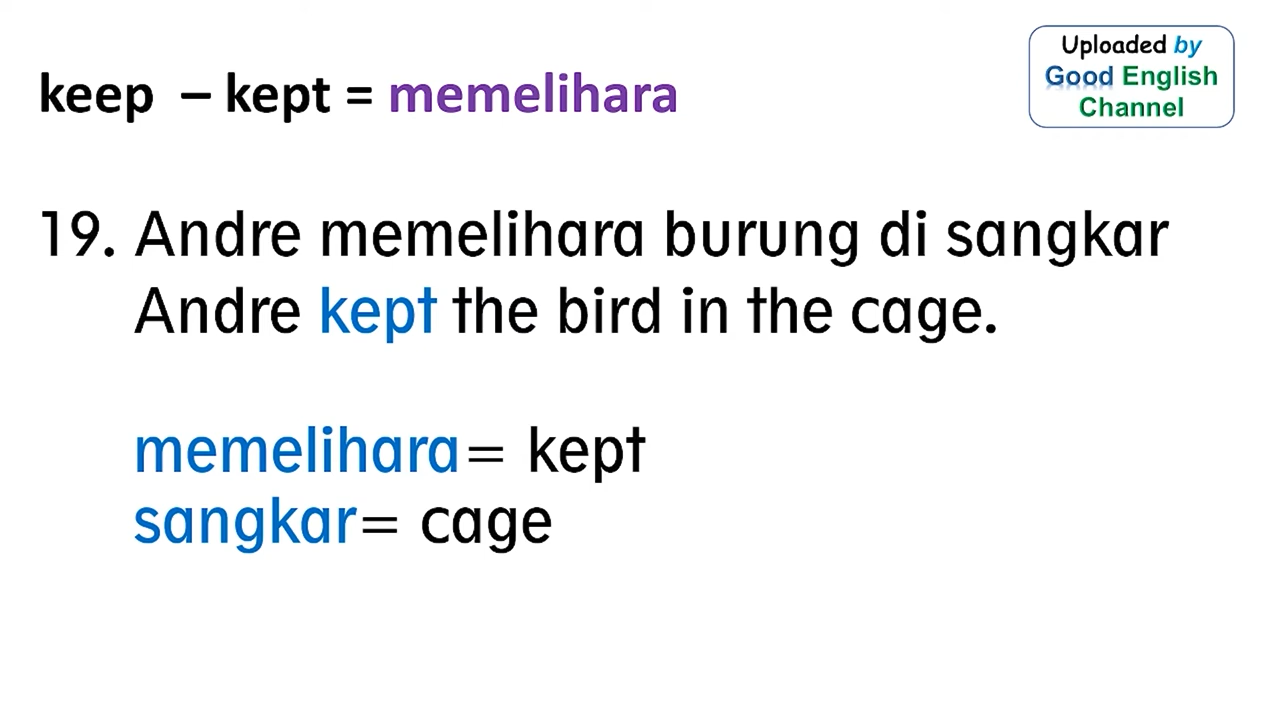 keep – kept = memelihara
Uploaded by
Good English
Channel
19. Andre memelihara burung di sangkar
Andre kept the bird in the cage.
memelihara= kept
sangkar= cage